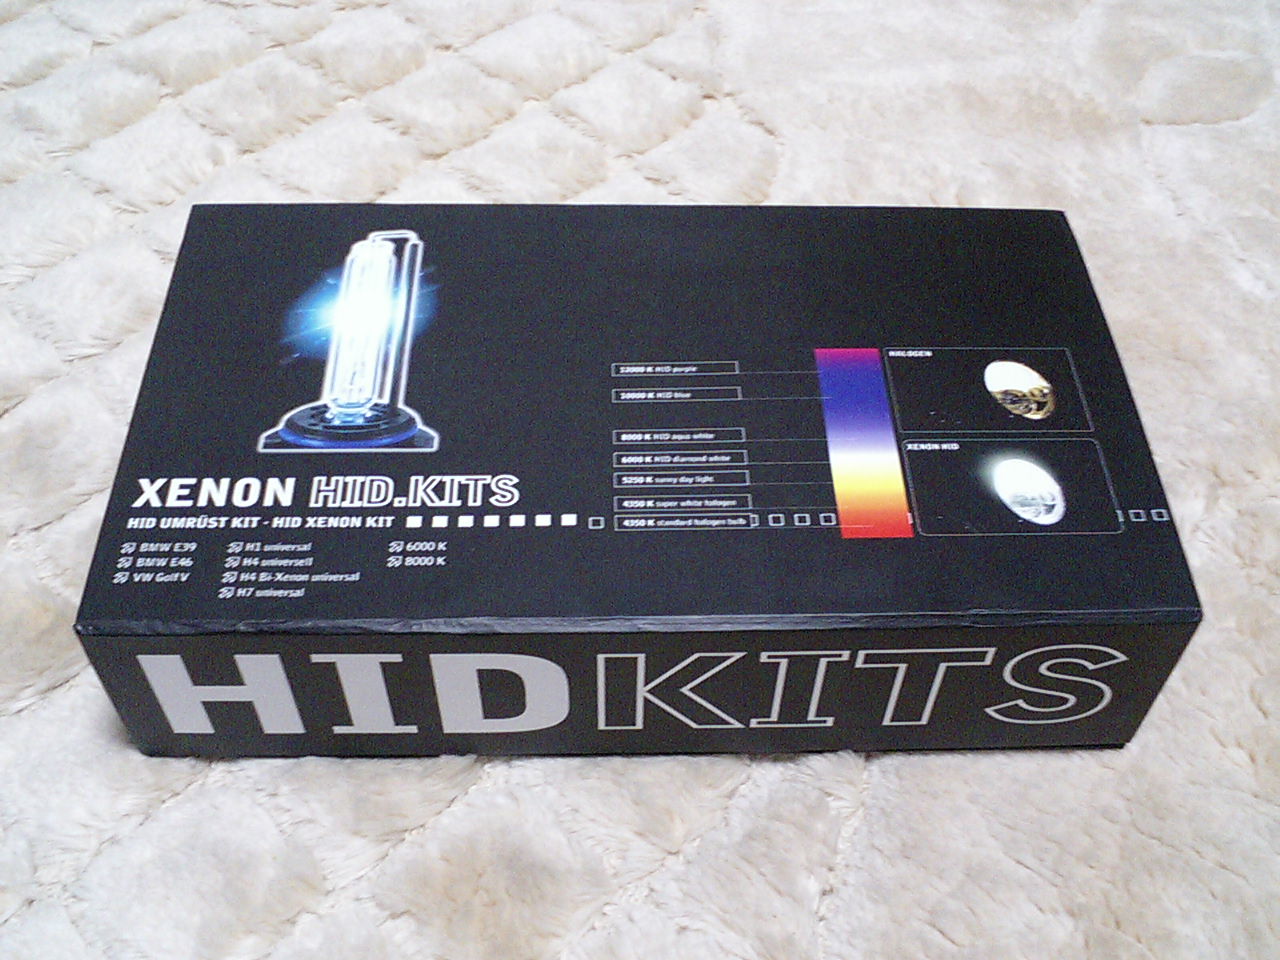 12000 K HID purple
10000 K HID blue
8000 K HID aqua white
6000 K HID diamond white
5250 K sunny day light
4350 K super white halogen
4350 K standard halogen bulb
HALOGEN
XENON HID
XENON HID.KITS
HID UMRÜST KIT - HID XENON KIT
BMW E39
BMW E46
VW Golf V
H1 universal
H4 universell
H4 Bi-Xenon universal
H7 universal
6000 K
8000 K
HIDKITS